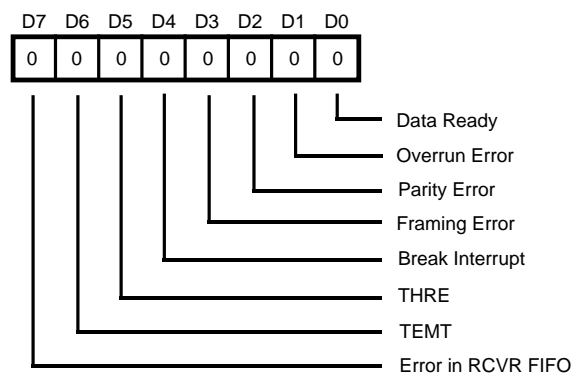 D7 D6 D5 D4 D3 D2 D1 D0
0 0 0 0 0 0 0 0
Data Ready
Overrun Error
Parity Error
Framing Error
Break Interrupt
THRE
TEMT
Error in RCVR FIFO